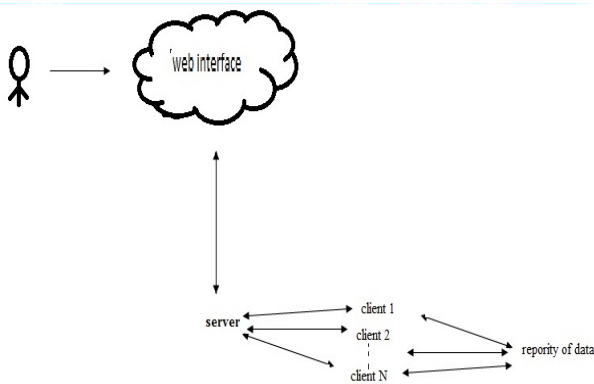 web interface
server
client 1
client 2
client N
repority of data